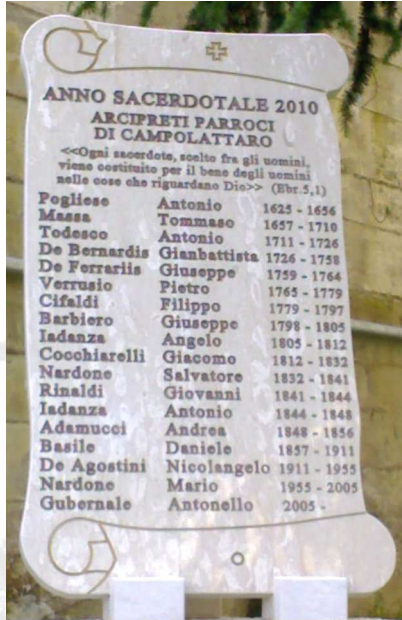 ANNO SACERDOTALE 2010
ARCIPRETI PARROCI
DI CAMPOLATTARO
<<Ogni sacerdote, scelto fra gli uomini,
viene costituito per il bene degli uomini
nelle cose che riguardano Dio>> (Ebr.5,1)
Pogliese Antonio 1625 - 1656
Massa Tommaso 1657 - 1710
Todesco Antonio 1711 - 1726
De Bernardis Gianbattista 1726 - 1758
De Ferrariis Giuseppe 1759 - 1764
Verrusio Pietro 1765 - 1779
Cifaldi Filippo 1779 - 1797
Barbiero Giuseppe 1798 - 1805
Iadanza Angelo 1805 - 1812
Cocchiarelli Giacomo 1812 - 1832
Nardone Salvatore 1832 - 1841
Rinaldi Giovanni 1841 - 1844
Iadanza Antonio 1844 - 1848
Adamucci Andrea 1848 - 1856
Basile Daniele 1857 - 1911
De Agostini Nicolangelo 1911 - 1955
Nardone Mario 1955 - 2005
Gubernale Antonello 2005 -